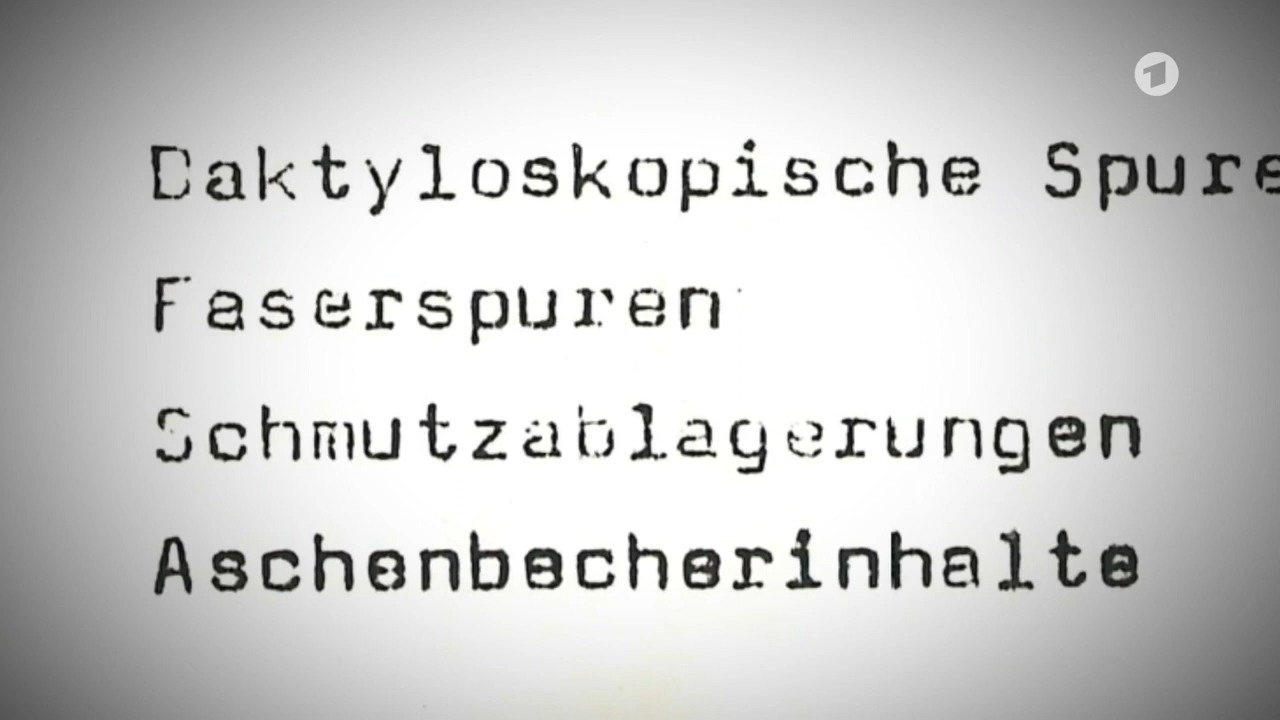 Daktyloskopische Spure
Faserspuren
Schmutzablagerungen
Aschenbecherinhalte